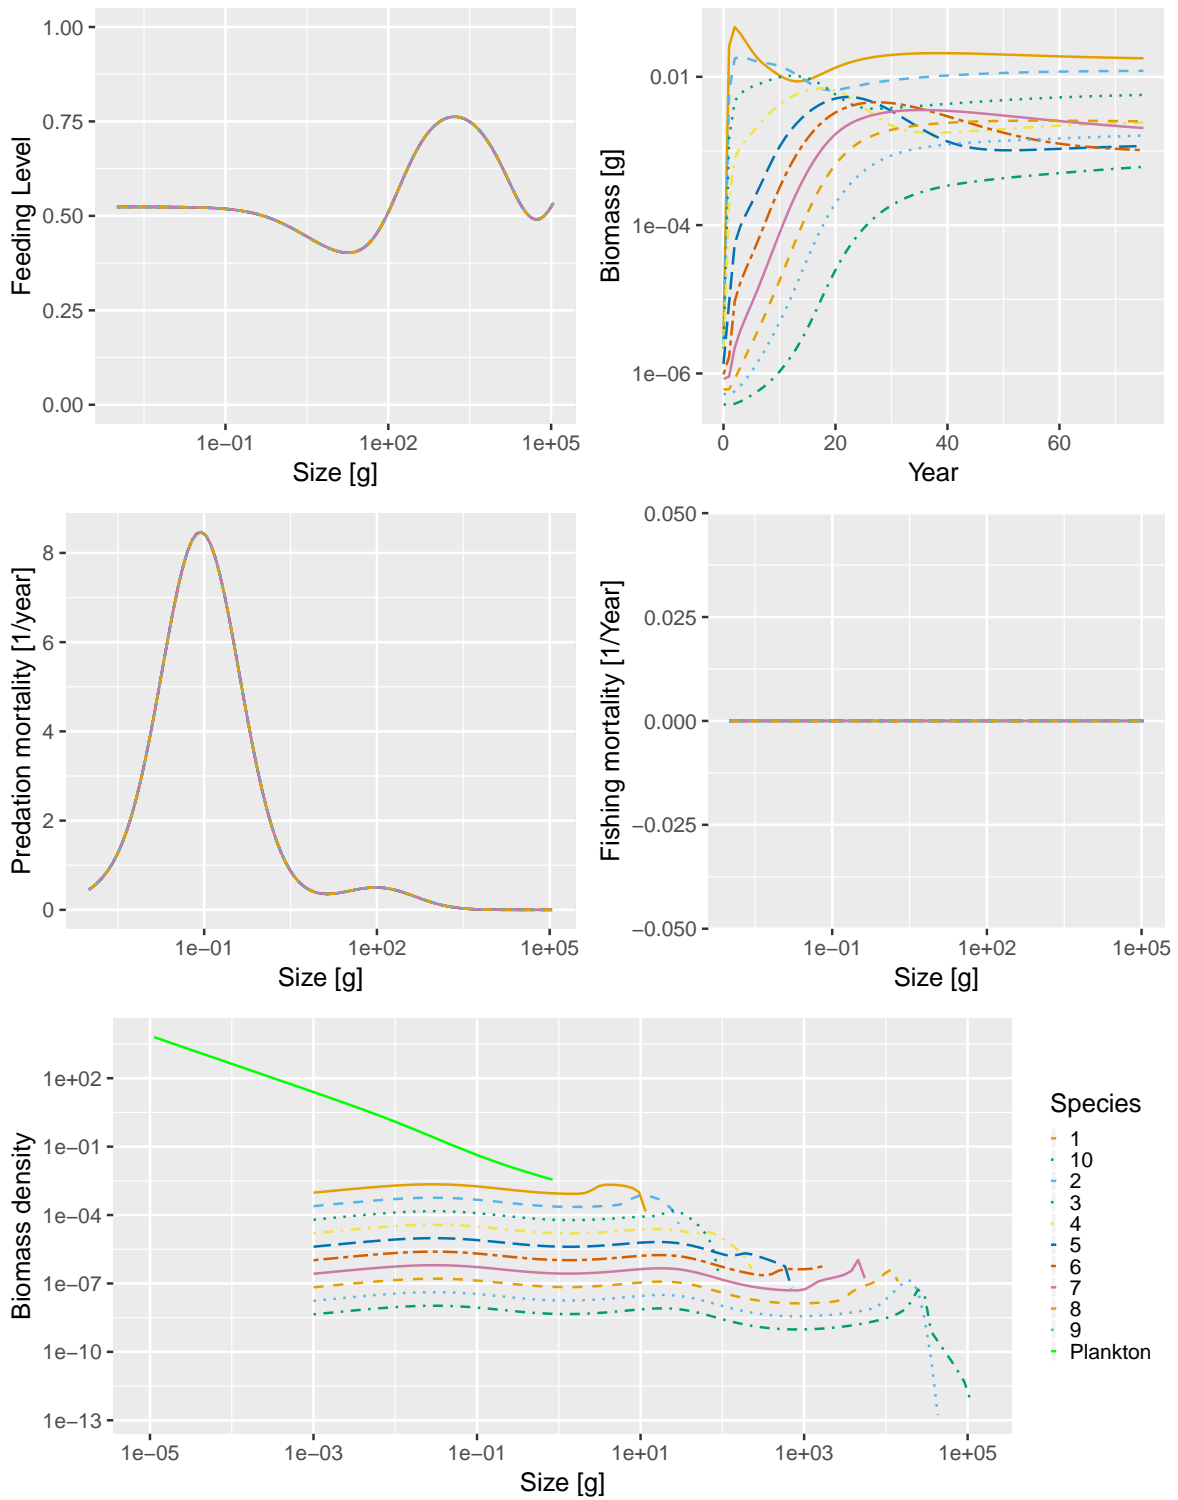 1.00
0.75
0.50
0.25
0.00
Feeding Level
1e−01
1e+02
1e+05
Size [g]
0.01
1e−04
1e−06
Biomass [g]
0
20
40
60
Year
8
6
4
2
0
Predation mortality [1/year]
1e−01
1e+02
1e+05
Size [g]
0.050
0.025
0.000
−0.025
−0.050
Fishing mortality [1/Year]
1e−01
1e+02
1e+05
Size [g]
1e+02
1e−01
1e−04
1e−07
1e−10
1e−13
Biomass density
1e−05
1e−03
1e−01
1e+01
1e+03
1e+05
Size [g]
Species
1
10
2
3
4
5
6
7
8
9
Plankton